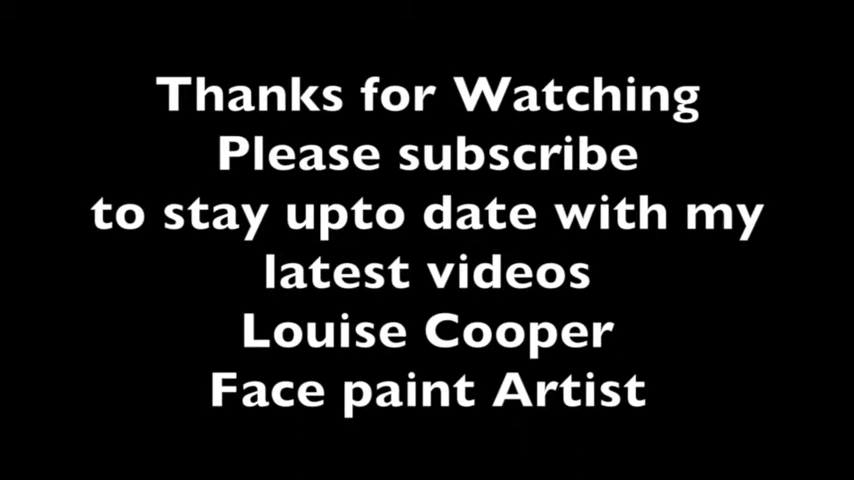 Thanks for Watching
Please subscribe
to stay upto date with my
latest videos
Louise Cooper
Face paint Artist